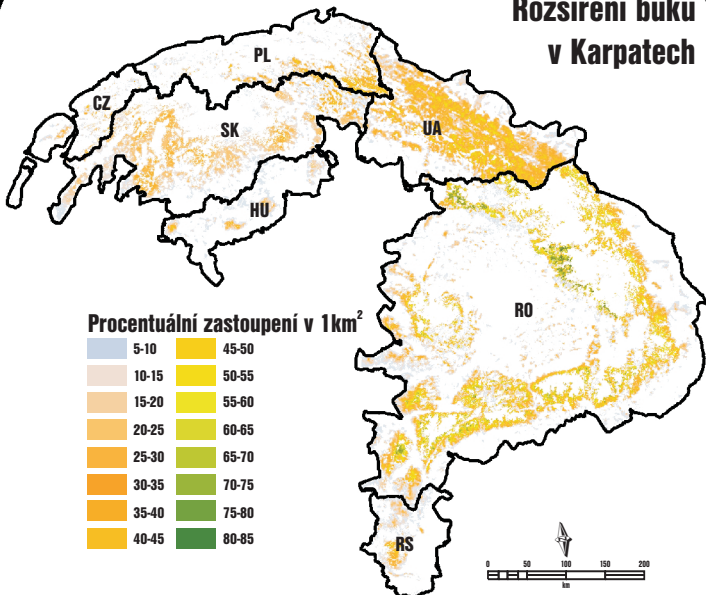 Rozšíření buku
v Karpatech
PL
CZ
SK
UA
HU
RO
RS
Procentuální zastoupení v 1km²
5-10
10-15
15-20
20-25
25-30
30-35
35-40
40-45
45-50
50-55
55-60
60-65
65-70
70-75
75-80
80-85
0 50 100 150 200
km